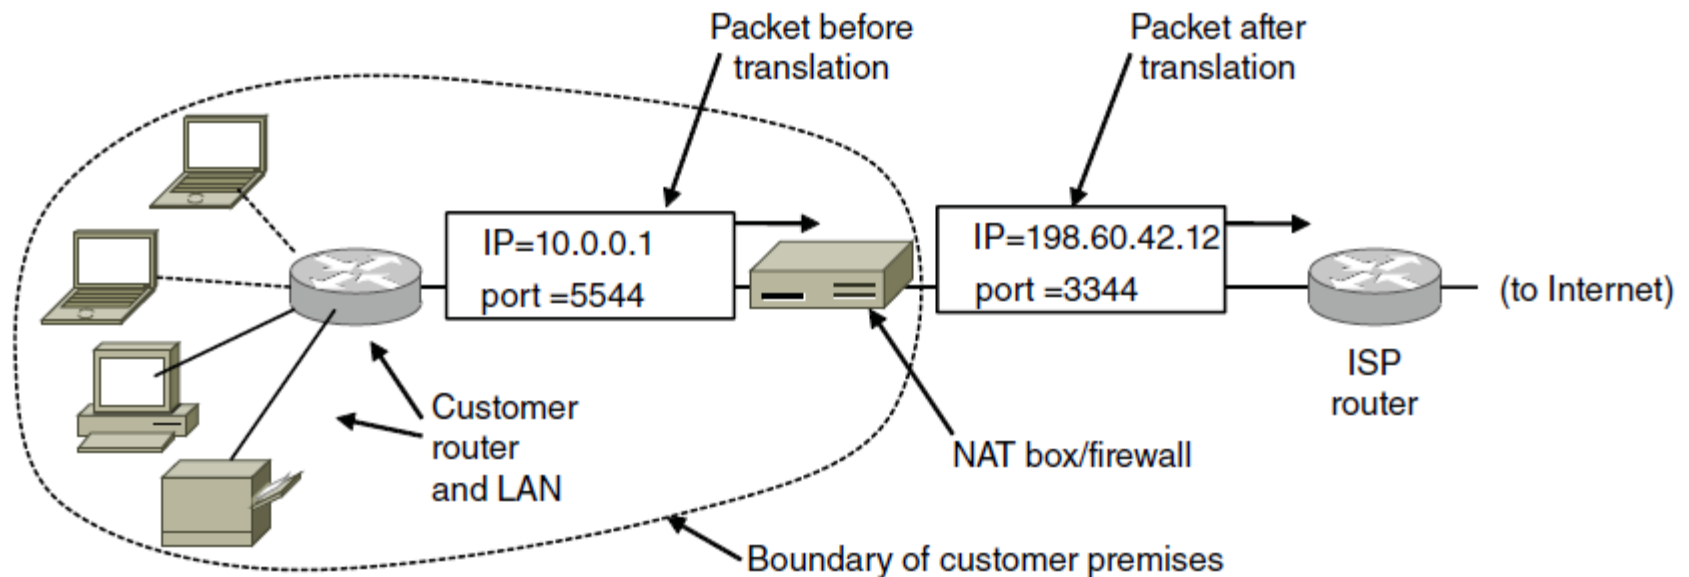 Packet before
translation
Packet after
translation
IP=10.0.0.1
port =5544
IP=198.60.42.12
port =3344
(to Internet)
ISP
router
Customer
router
and LAN
NAT box/firewall
Boundary of customer premises